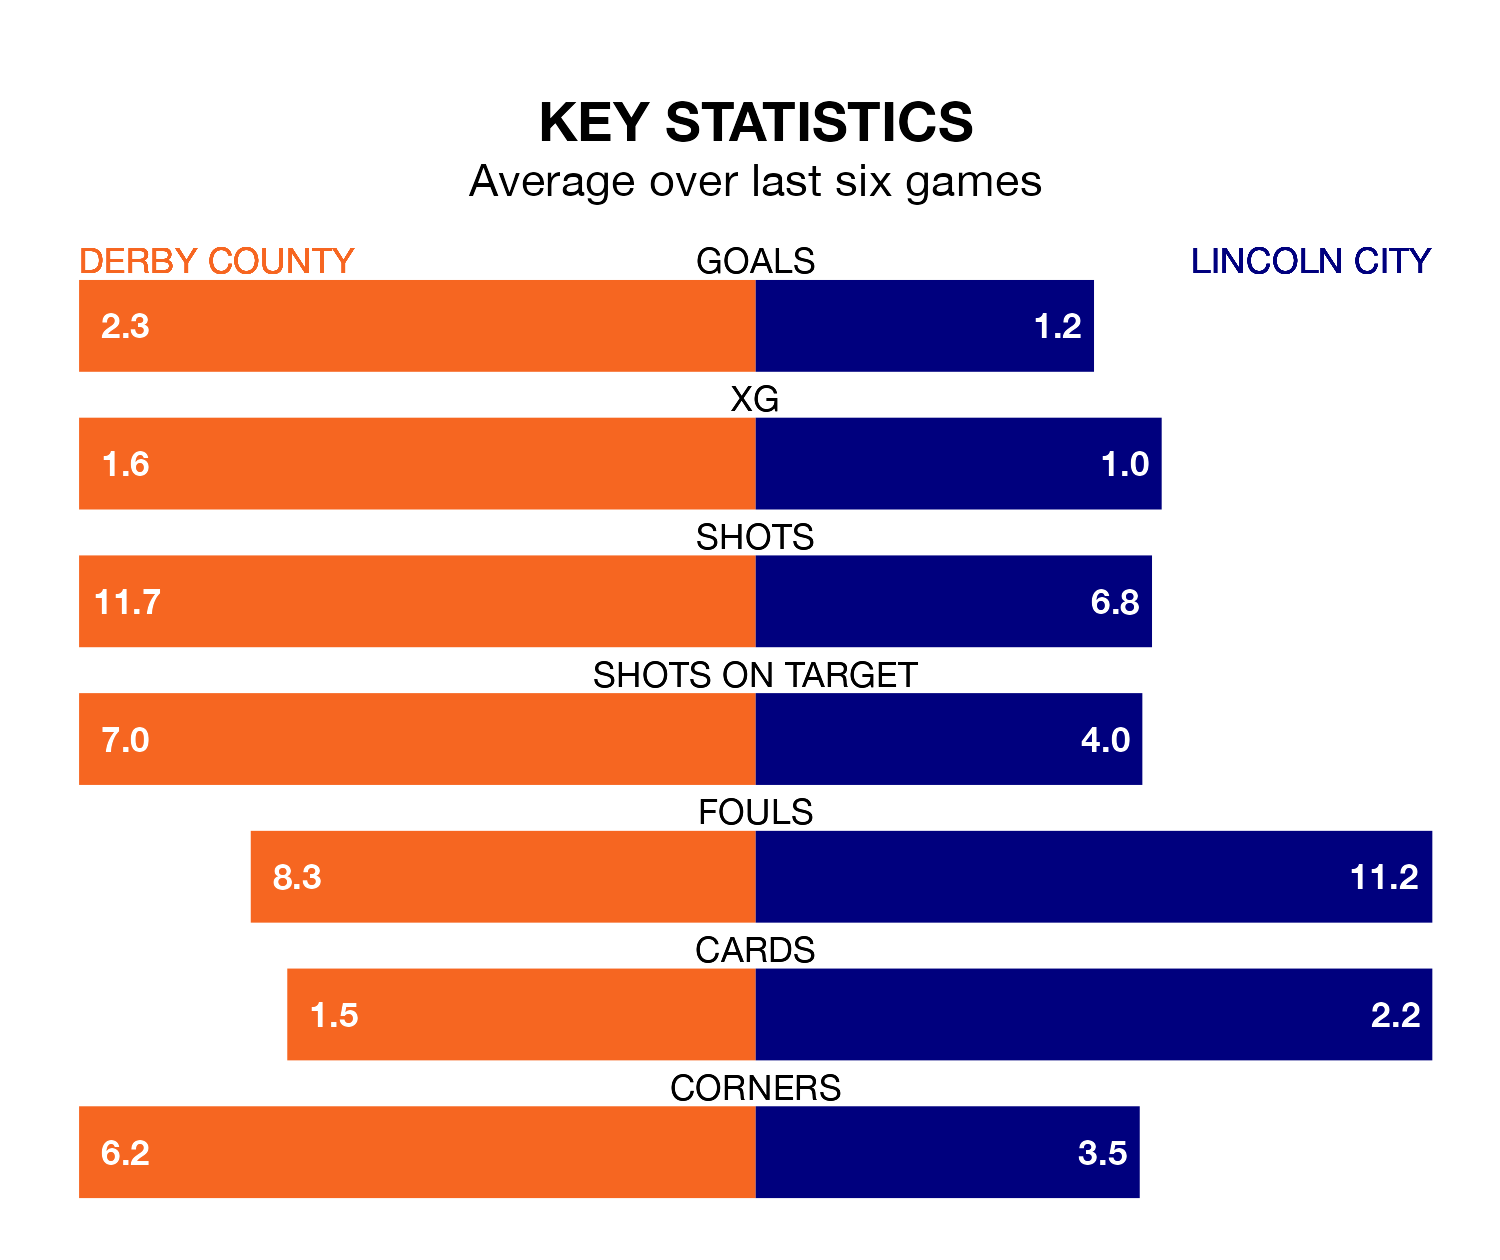 KEY STATISTICS
Average over last six games
DERBY COUNTY GOALS LINCOLN CITY
2.3 1.2
XG
1.6 1.0
SHOTS
11.7 6.8
SHOTS ON TARGET
7.0 4.0
FOULS
8.3 11.2
CARDS
1.5 2.2
CORNERS
6.2 3.5